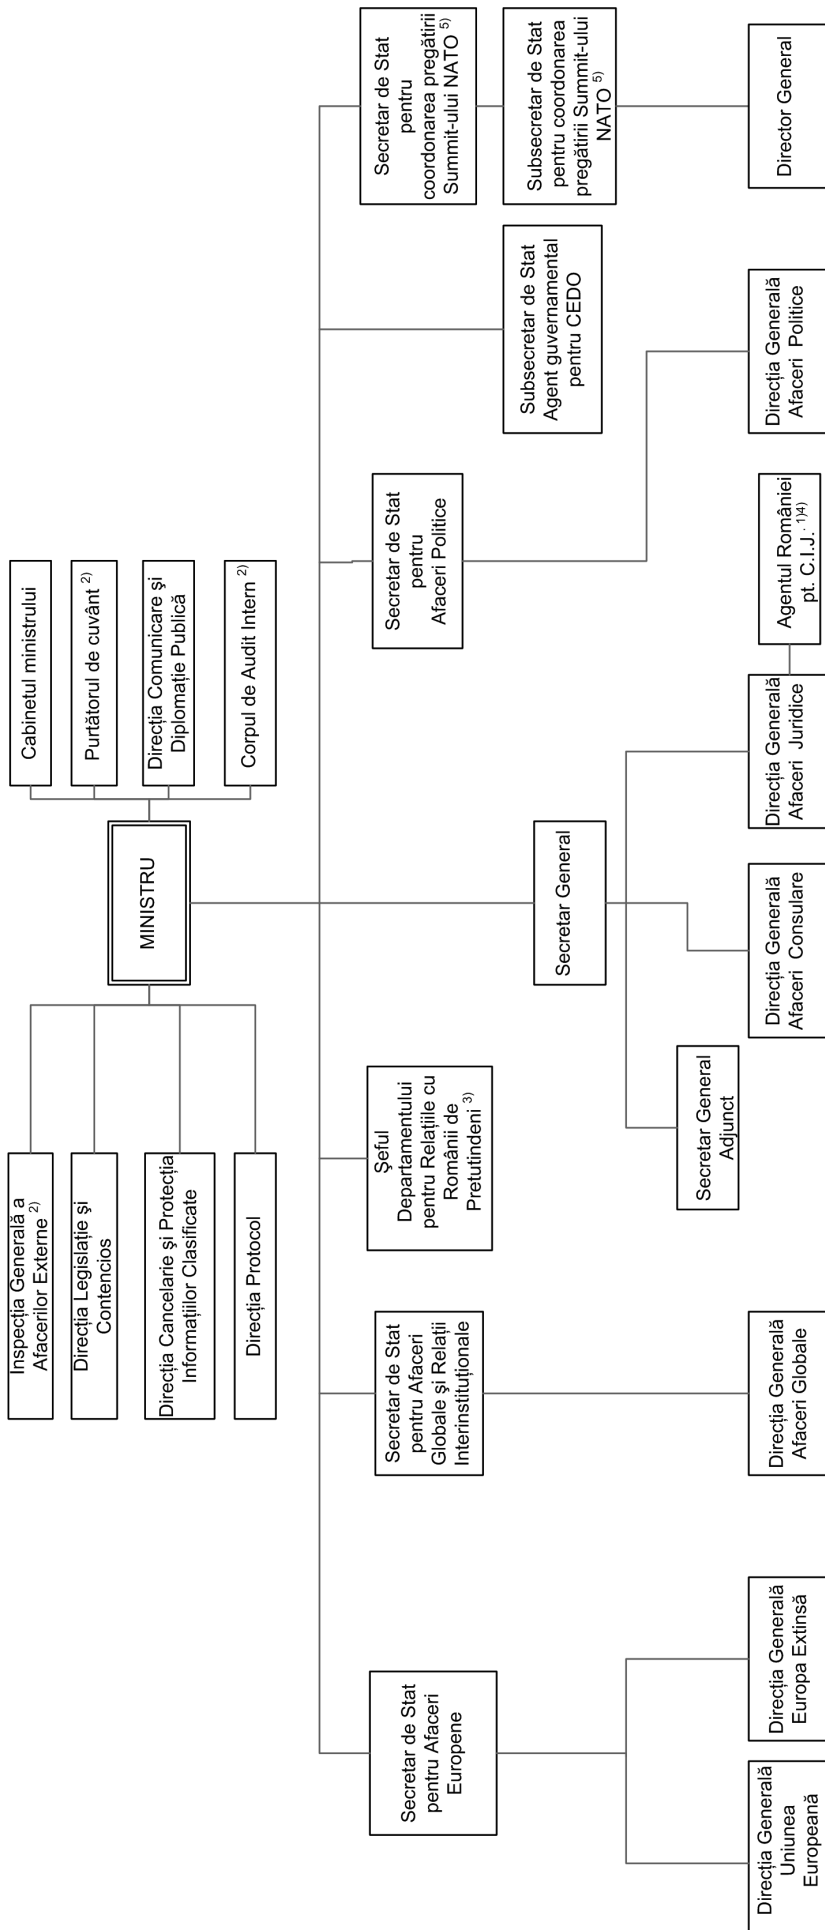 Inspecția Generală a
Afacerilor Externe 2)
Direcția Legislație și
Contencios
Direcția Cancelarie și Protecția
Informațiilor Clasificate
Direcția Protocol
MINISTRU
Cabinetul ministrului
Purtătorul de cuvânt 2)
Direcția Comunicare și
Diplomație Publică
Corpul de Audit Intern 2)
Secretar de Stat
pentru Afaceri
Europene
Secretar de Stat
pentru Afaceri
Globale și Relații
Interinstituționale
Șeful
Departamentului
pentru Relațiile cu
Românii de
Pretutindeni 3)
Secretar General
Secretar de Stat
pentru
Afaceri Politice
Subsecretar de Stat
Agent guvernamental
pentru CEDO
Secretar de Stat
pentru
coordonarea pregătirii
Summit-ului NATO 5)
Subsecretar de Stat
pentru coordonarea
pregătirii Summit-ului
NATO 5)
Secretar General
Adjunct
Direcția Generală
Uniunea
Europeană
Direcția Generală
Europa Extinsă
Direcția Generală
Afaceri Globale
Direcția Generală
Afaceri Consulare
Direcția Generală
Afaceri Juridice
Agentul României
pt. C.I.J. . 1)4)
Direcția Generală
Afaceri Politice
Director General